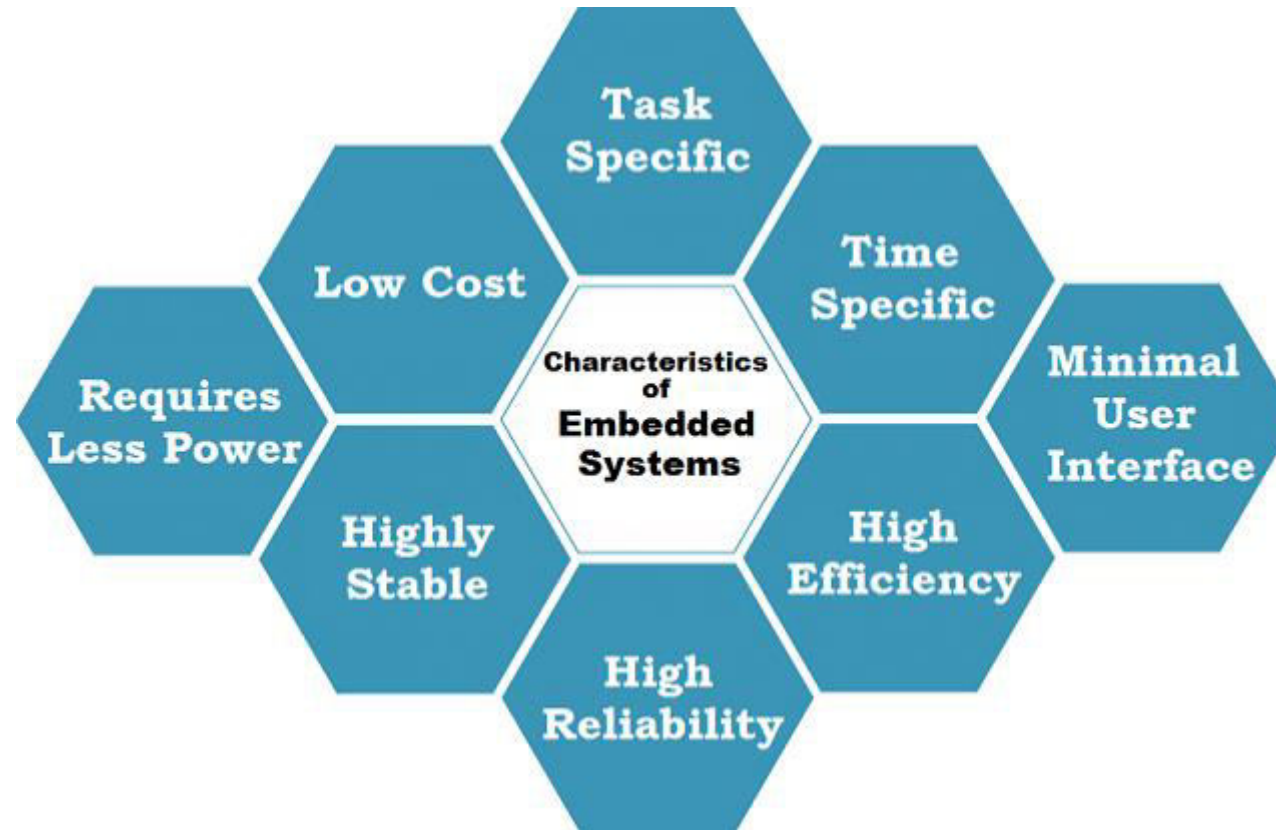 Task
Specific
Low Cost
Time
Specific
Characteristics
of
Embedded
Systems
Requires
Less Power
Minimal
User
Interface
Highly
Stable
High
Efficiency
High
Reliability